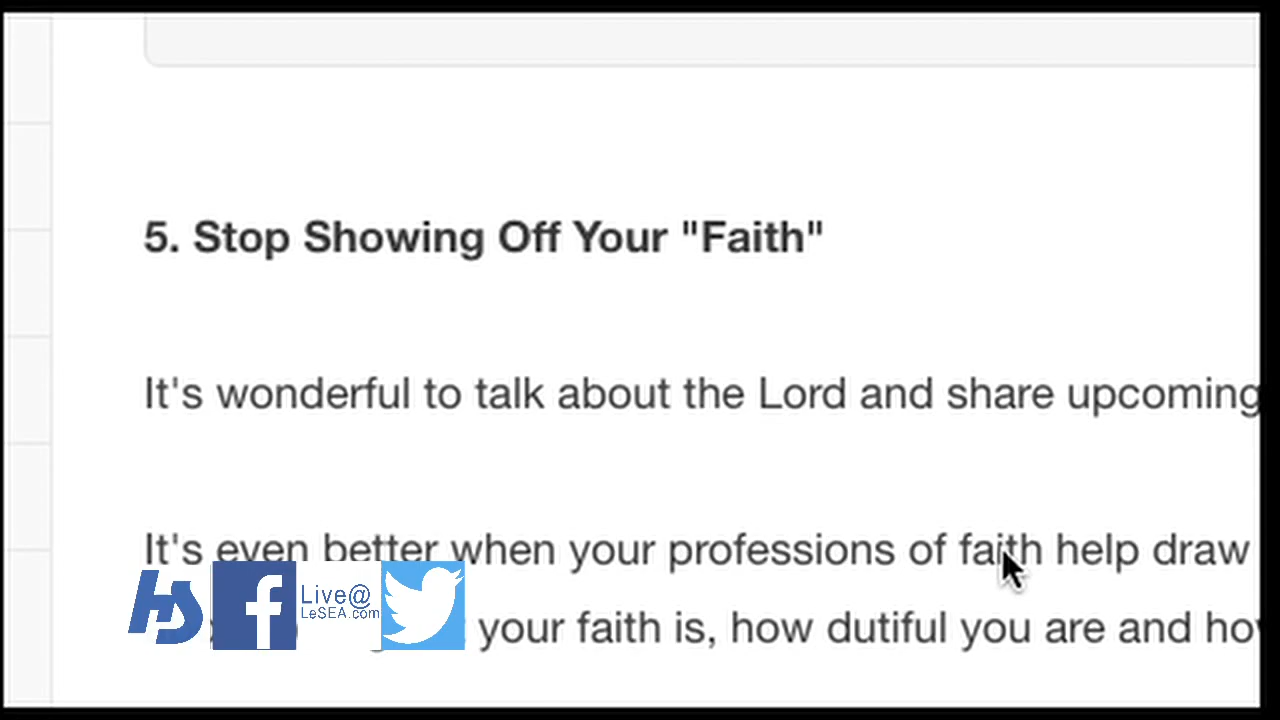 5. Stop Showing Off Your "Faith"
It's wonderful to talk about the Lord and share upcoming
It's even better when your professions of faith help draw
your faith is, how dutiful you are and
HS f Live@
LeSEA.com